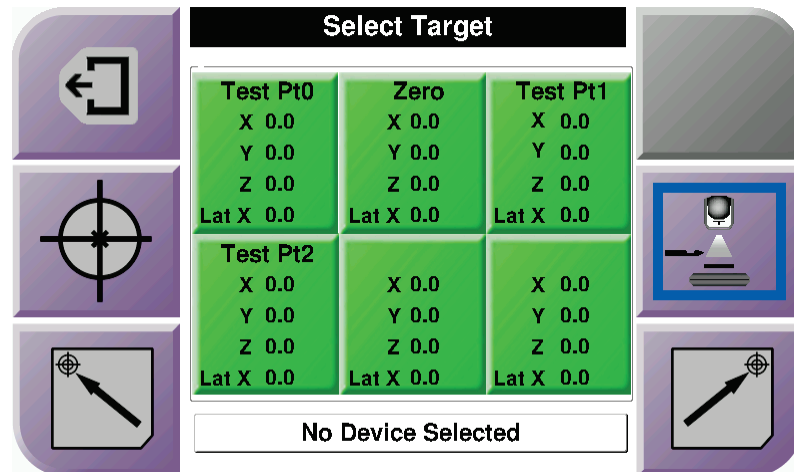 Select Target
Test Pt0 Zero Test Pt1
X 0.0 X 0.0 X 0.0
Y 0.0 Y 0.0 Y 0.0
Z 0.0 Z 0.0 Z 0.0
Lat X 0.0 Lat X 0.0 Lat X 0.0
Test Pt2
X 0.0 X 0.0 X 0.0
Y 0.0 Y 0.0 Y 0.0
Z 0.0 Z 0.0 Z 0.0
Lat X 0.0 Lat X 0.0 Lat X 0.0
No Device Selected